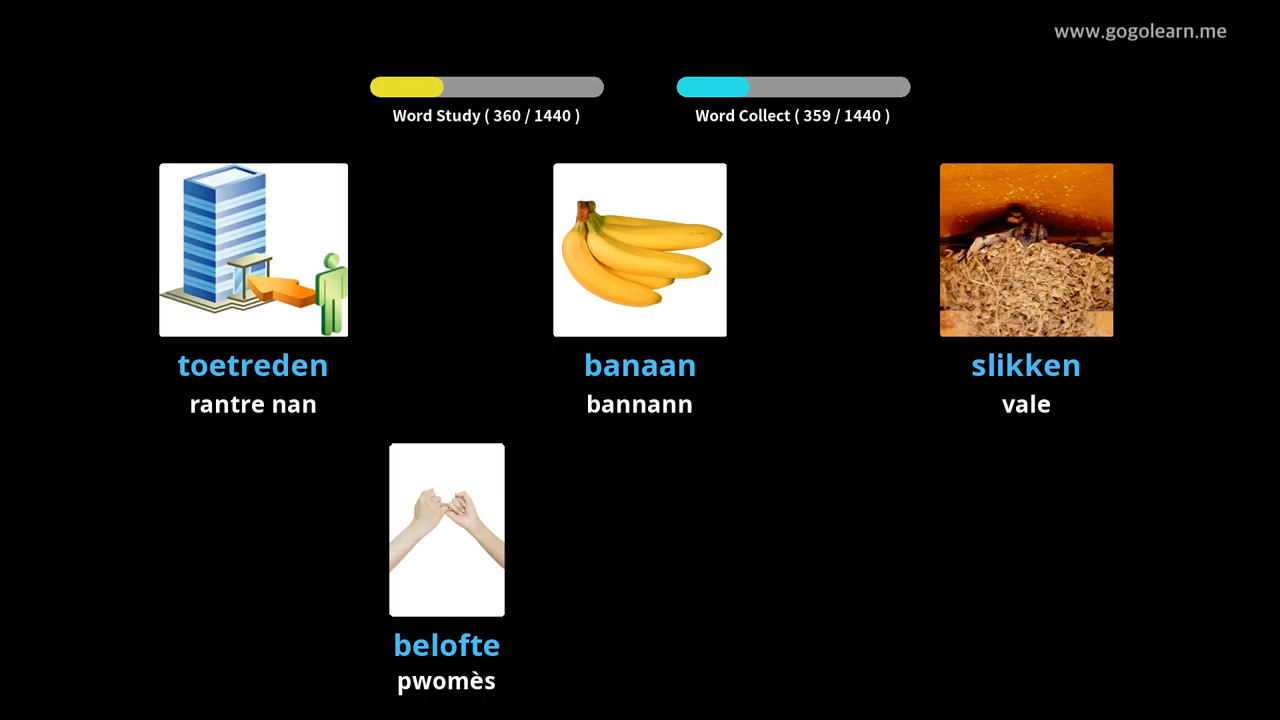 www.gogolearn.me
Word Study ( 360 / 1440 )
Word Collect ( 359 / 1440 )
toetreden
rantre nan
banaan
bannann
slikken
vale
belofte
pwomès